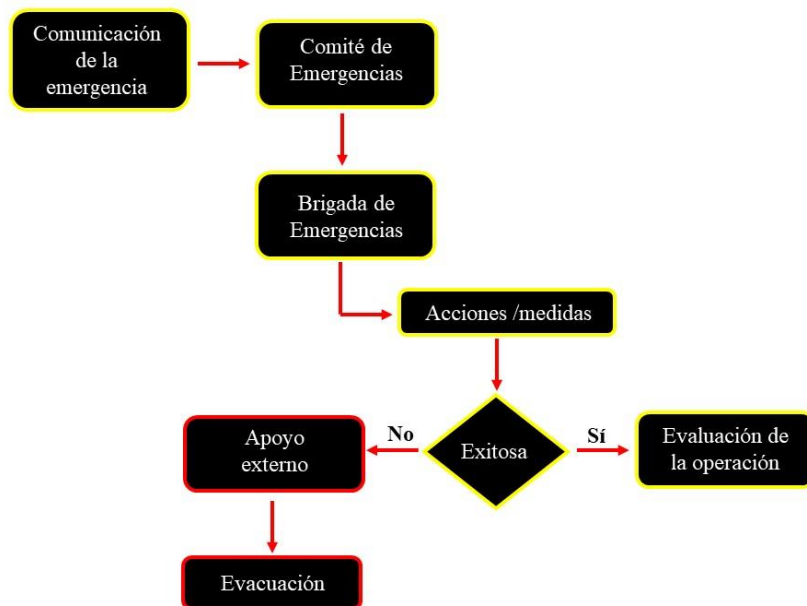 Comunicación
de la
emergencia
Comité de
Emergencias
Brigada de
Emergencias
Acciones /medidas
Exitosa
No
Sí
Apoyo
externo
Evaluación de
la operación
Evacuación